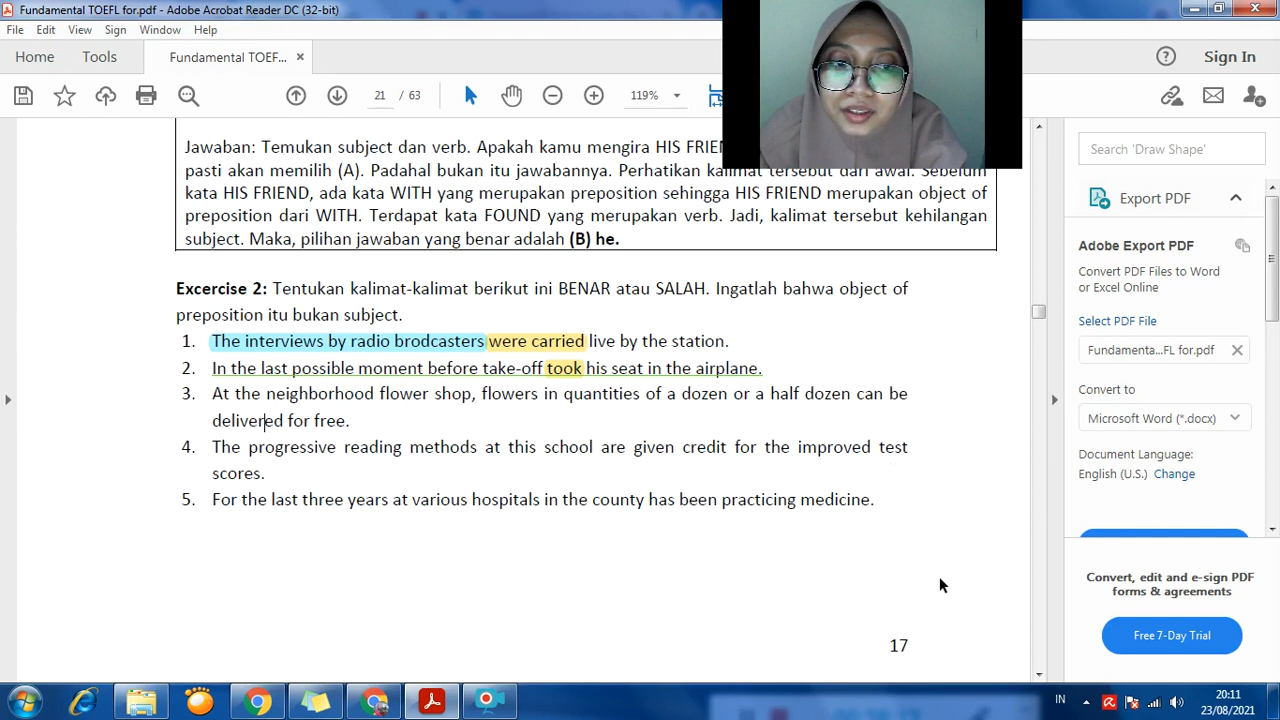 Fundamental TOEFL for.pdf - Adobe Acrobat Reader DC (32-bit)
File Edit View Sign Window Help
Home Tools Fundamental TOEF... × Sign In
21 / 63 119%
Jawaban: Temukan subject dan verb. Apakah kamu mengira HIS
pasti akan memilih (A). Padahal bukan itu jawabannya. Perhatikan kalimat tersebut dari awal. Sebelum
kata HIS FRIEND, ada kata WITH yang merupakan preposition sehingga HIS FRIEND merupakan object of
preposition dari WITH. Terdapat kata FOUND yang merupakan verb. Jadi, kalimat tersebut kehilangan
subject. Maka, pilihan jawaban yang benar adalah (B) he.
Excercise 2: Tentukan kalimat-kalimat berikut ini BENAR atau SALAH. Ingatlah bahwa object of
preposition itu bukan subject.
1. The interviews by radio brodcasters were carried live by the station.
2. In the last possible moment before take-off took his seat in the airplane.
3. At the neighborhood flower shop, flowers in quantities of a dozen or a half dozen can be
delivered for free.
4. The progressive reading methods at this school are given credit for the improved test
scores.
5. For the last three years at various hospitals in the county has been practicing medicine.
17
Search 'Draw Shape'
Export PDF
Adobe Export PDF
Convert PDF Files to Word
or Excel Online
Select PDF File
Fundamenta...FL for.pdf
Convert to
Microsoft Word (*.docx)
Document Language:
English (U.S.) Change
Convert, edit and e-sign PDF
forms & agreements
Free 7-Day Trial
IN
20:11
23/08/2021